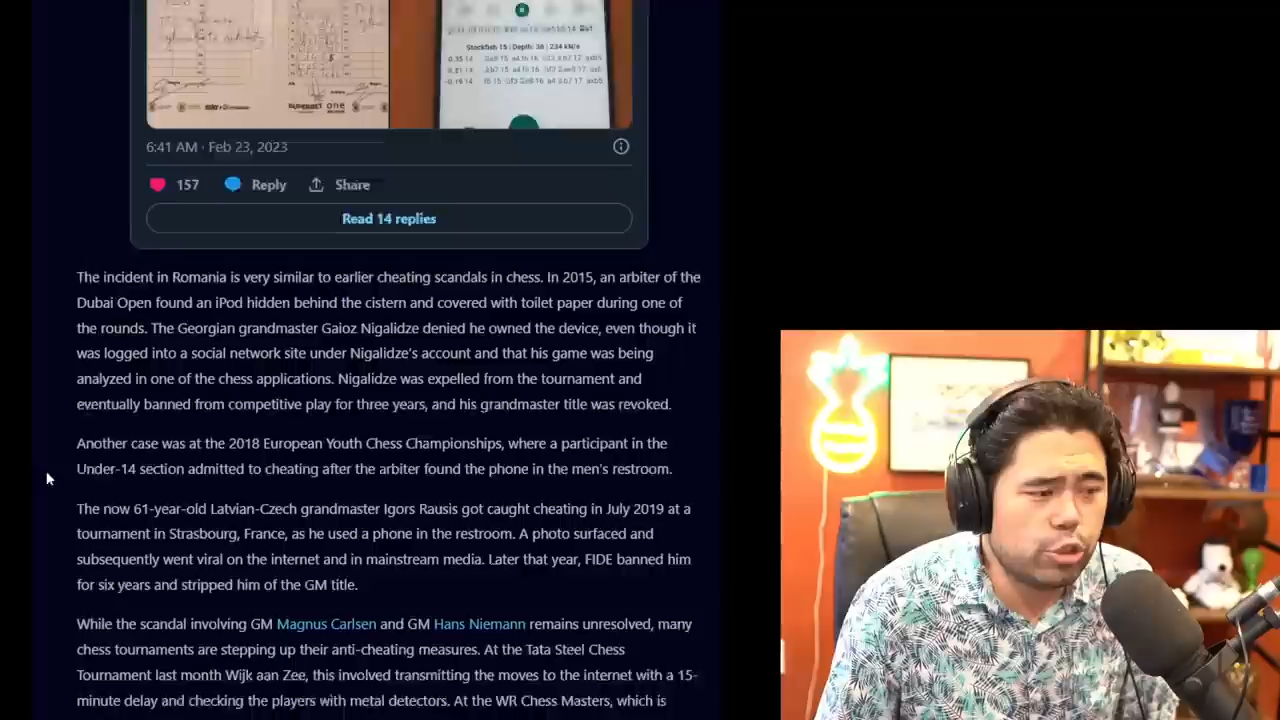 Stockfish 15 | Depth: 36 | 234 kN/s
one
6:41 AM · Feb 23, 2023
157 Reply Share
Read 14 replies
The incident in Romania is very similar to earlier cheating scandals in chess. In 2015, an arbiter of the
Dubai Open found an iPod hidden behind the cistern and covered with toilet paper during one of
the rounds. The Georgian grandmaster Gaioz Nigalidze denied he owned the device, even though it
was logged into a social network site under Nigalidze's account and that his game was being
analyzed in one of the chess applications. Nigalidze was expelled from the tournament and
eventually banned from competitive play for three years, and his grandmaster title was revoked.
Another case was at the 2018 European Youth Chess Championships, where a participant in the
Under-14 section admitted to cheating after the arbiter found the phone in the men's restroom.
The now 61-year-old Latvian-Czech grandmaster Igors Rausis got caught cheating in July 2019 at a
tournament in Strasbourg, France, as he used a phone in the restroom. A photo surfaced and
subsequently went viral on the internet and in mainstream media. Later that year, FIDE banned him
for six years and stripped him of the GM title.
While the scandal involving GM Magnus Carlsen and GM Hans Niemann remains unresolved, many
chess tournaments are stepping up their anti-cheating measures. At the Tata Steel Chess
Tournament last month Wijk aan Zee, this involved transmitting the moves to the internet with a 15-
minute delay and checking the players with metal detectors. At the WR Chess Masters, which is